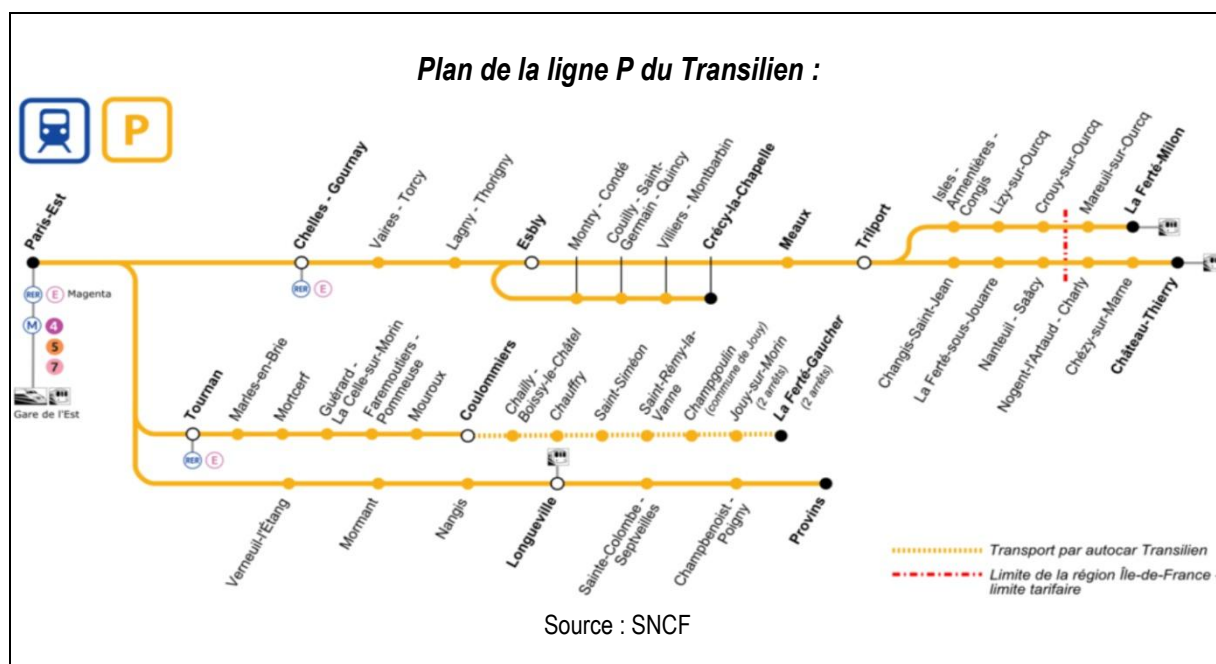 Plan de la ligne P du Transilien :
P
Paris-Est
RER E Magenta
M 4
5
7
Gare de l'Est
Chelles - Gournay
RER E
Vaires - Torcy
Lagny - Thorigny
Esbly
Montry - Condé
Couilly - Saint-
Germain - Quincy
Villiers - Montbarbin
Crécy-la-Chapelle
Meaux
Trilport
Isles -
Armentières -
Congis
Lizy-sur-Ourcq
Crouy-sur-Ourcq
Mareuil-sur-Ourcq
La Ferté-Milon
Changis-Saint-Jean
La Ferté-sous-Jouarre
Nanteuil - Saâcy
Nogent-l'Artaud - Charly
Chézy-sur-Marne
Château-Thierry
Tournan
RER E
Marles-en-Brie
Mortcerf
Guérard -
La Celle-sur-Morin
Faremoutiers -
Pommeuse
Mouroux
Coulommiers
Chailly -
Boissy-le-Châtel
Chauffry
Saint-Siméon
Saint-Rémy-la-
Vanne
Champgoulin
(commune de Jouy)
Jouy-sur-Morin
(2 arrêts)
La Ferté-Gaucher
(2 arrêts)
Verneuil-l'Étang
Mormant
Nangis
Longueville
Sainte-Colombe -
Septveilles
Champbenoist -
Poigny
Provins
Transport par autocar Transilien
Limite de la région Île-de-France -
limite tarifaire
Source : SNCF